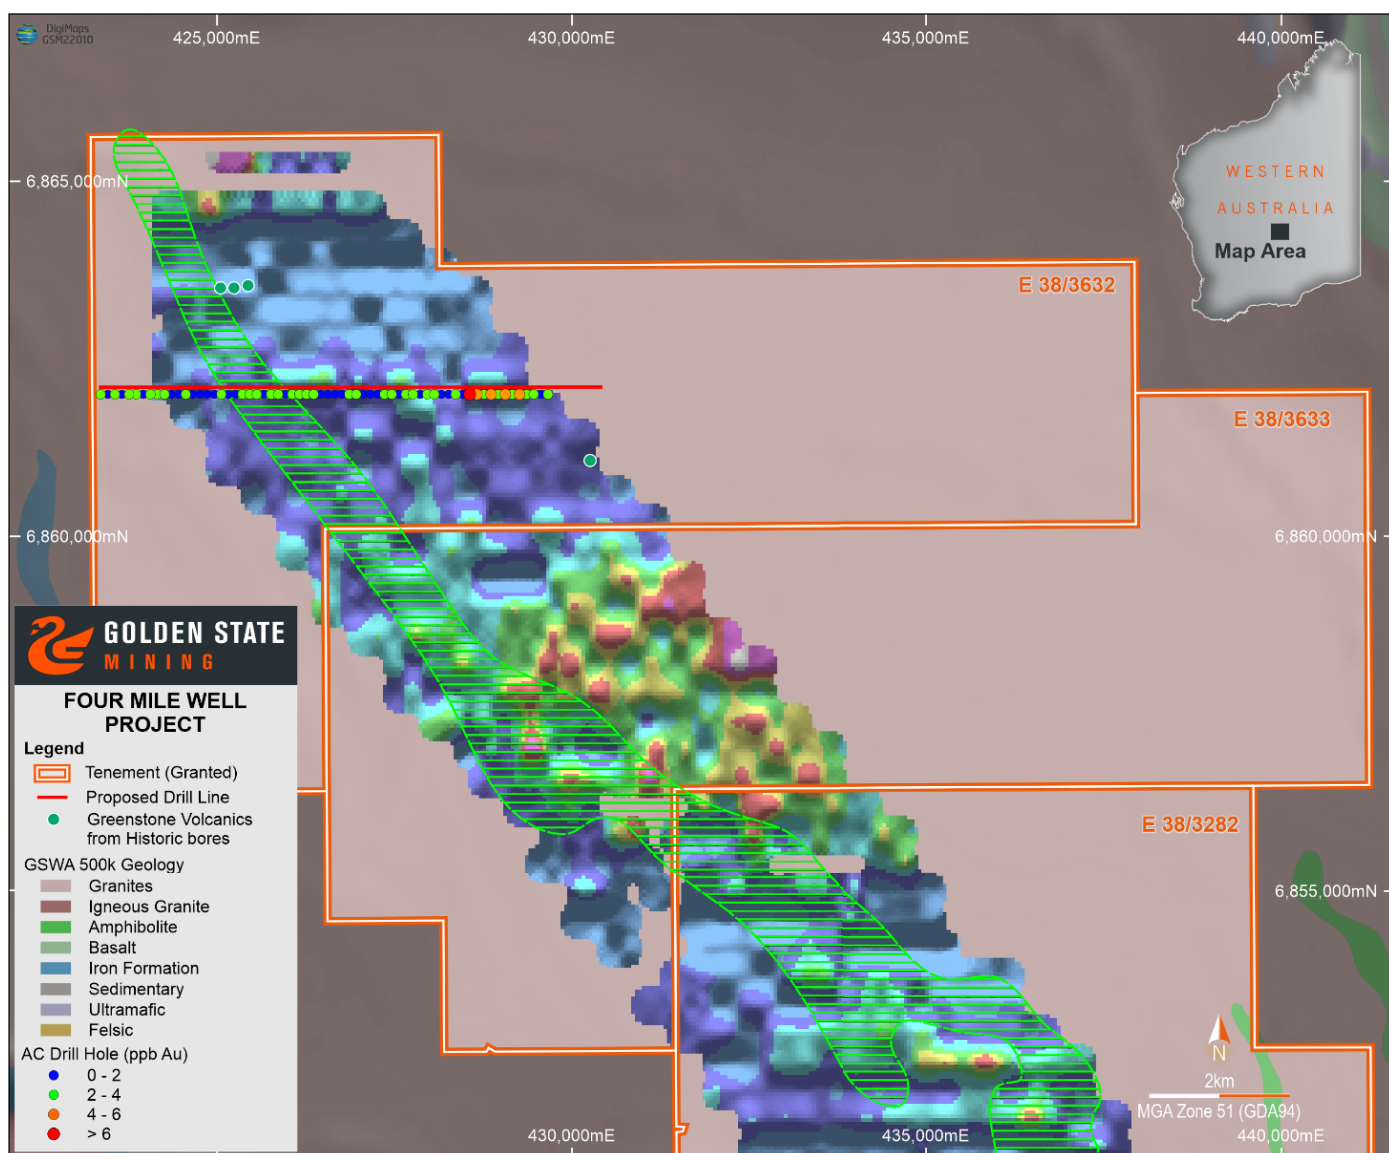 DigiMaps
GSM22010
425,000mE
430,000mE
435,000mE
440,000mE
6,865,000mN
WESTERN
AUSTRALIA
Map Area
E 38/3632
E 38/3633
6,860,000mN
6,860,000mN
GOLDEN STATE
MINING
FOUR MILE WELL
PROJECT
Legend
Tenement (Granted)
Proposed Drill Line
Greenstone Volcanics
from Historic bores
GSWA 500k Geology
Granites
Igneous Granite
Amphibolite
Basalt
Iron Formation
Sedimentary
Ultramafic
Felsic
AC Drill Hole (ppb Au)
0 - 2
2 - 4
4 - 6
> 6
E 38/3282
6,855,000mN
N
2km
MGA Zone 51 (GDA94)
430,000mE
435,000mE
440,000mE